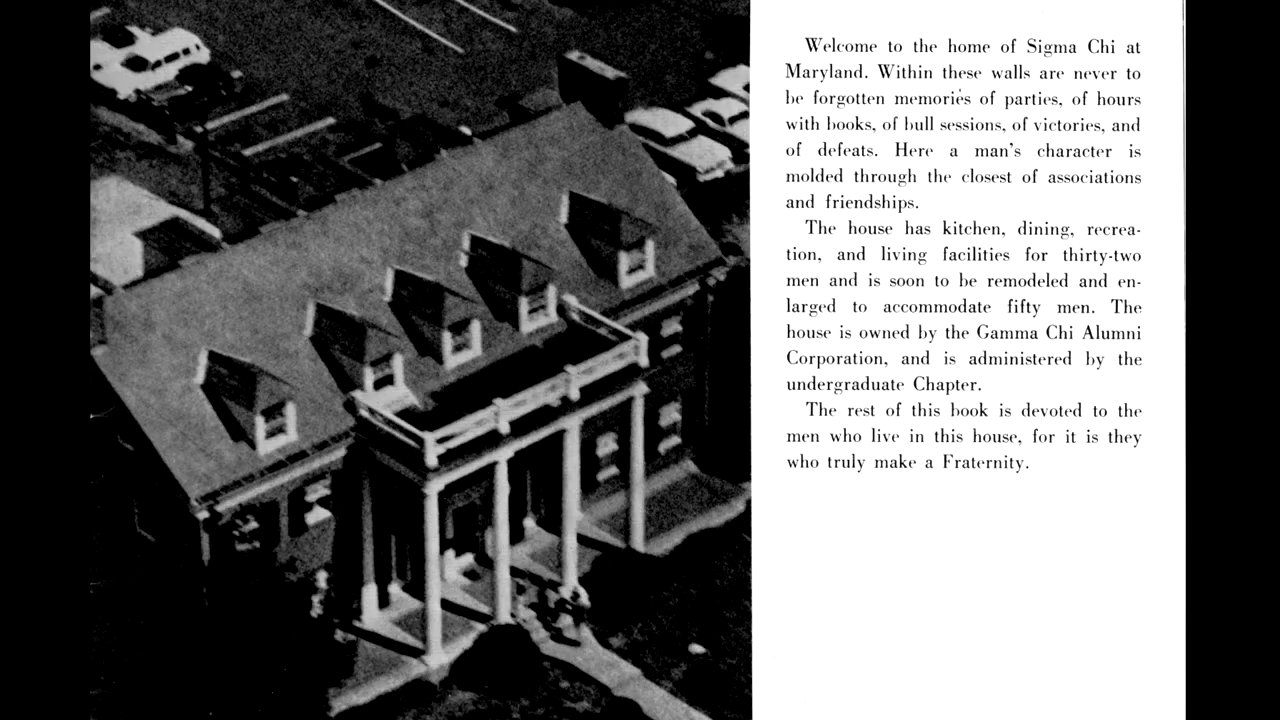 Welcome to the home of Sigma Chi at
Maryland. Within these walls are never to
be forgotten memories of parties, of hours
with books, of bull sessions, of victories, and
of defeats. Here a man's character is
molded through the closest of associations
and friendships.
The house has kitchen, dining, recrea-
tion, and living facilities for thirty-two
men and is soon to be remodeled and en-
larged to accommodate fifty men. The
house is owned by the Gamma Chi Alumni
Corporation, and is administered by the
undergraduate Chapter.
The rest of this book is devoted to the
men who live in this house, for it is they
who truly make a Fraternity.